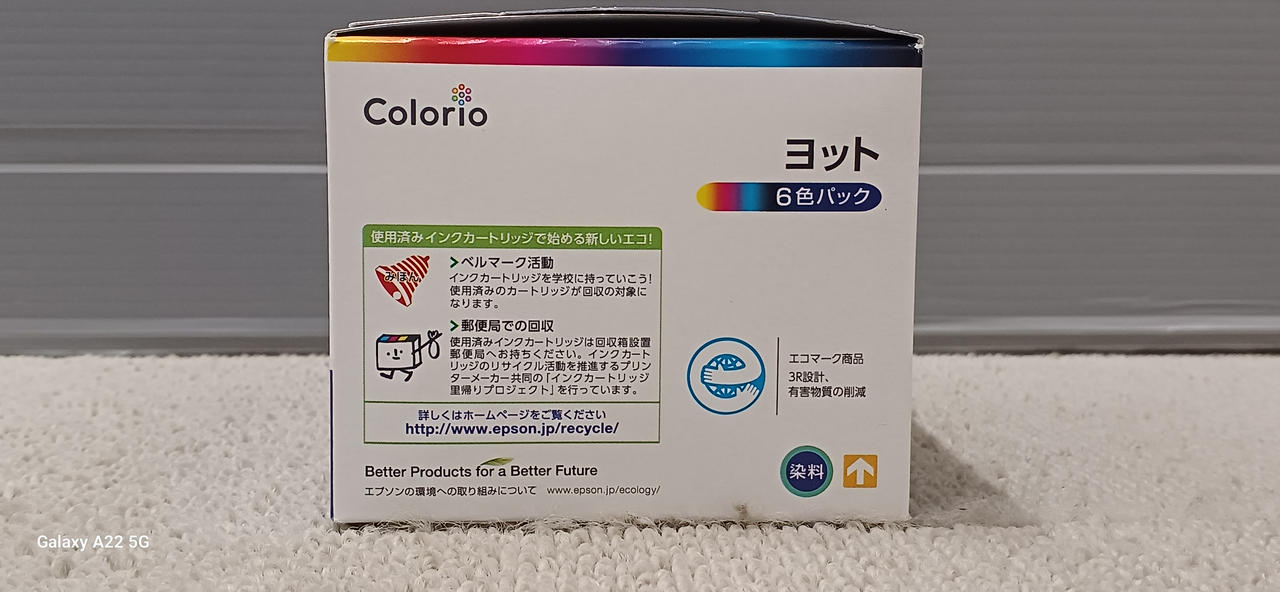 Colorio
ヨット
6色パック
使用済みインクカートリッジで始める新しいエコ!
みほん
ベルマーク活動
インクカートリッジを学校に持っていこう!
使用済みのカートリッジが回収の対象に
なります。
郵便局での回収
使用済みインクカートリッジは回収箱設置
郵便局へお持ちください。インクカート
リッジのリサイクル活動を推進するプリン
ターメーカー共同の「インクカートリッジ
里帰りプロジェクト」を行っています。
詳しくはホームページをご覧ください
http://www.epson.jp/recycle/
エコマーク商品
3R設計、
有害物質の削減
Better Products for a Better Future
エプソンの環境への取り組みについて www.epson.jp/ecology/
染料
Galaxy A22 5G